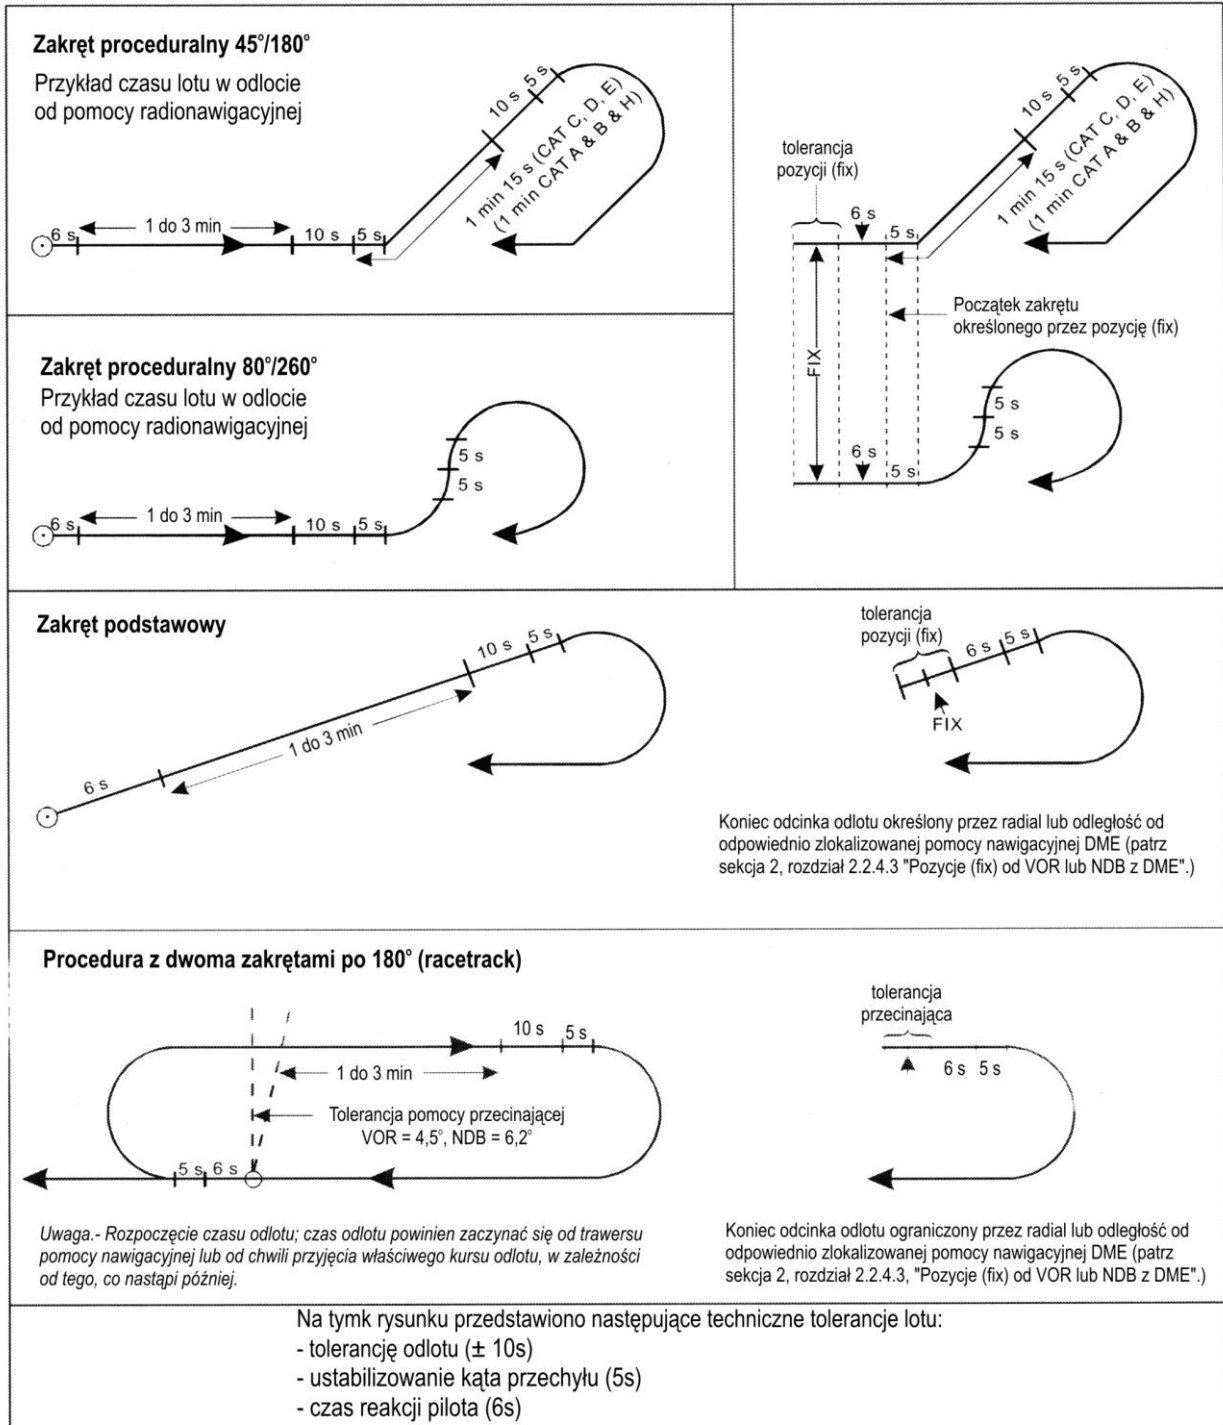 Zakręt proceduralny 45°/180°
Przykład czasu lotu w odlocie
od pomocy radionawigacyjnej
6 s
1 do 3 min
10 s
5 s
10 s
5 s
1 min 15 s (CAT C, D, E)
(1 min CAT A & B & H)
tolerancja
pozycji (fix)
6 s
5 s
10 s
5 s
1 min 15 s (CAT C, D, E)
(1 min CAT A & B & H)
Początek zakrętu
określonego przez pozycję (fix)
FIX
6 s
5 s
5 s
5 s
Zakręt proceduralny 80°/260°
Przykład czasu lotu w odlocie
od pomocy radionawigacyjnej
6 s
1 do 3 min
10 s
5 s
5 s
5 s
Zakręt podstawowy
6 s
1 do 3 min
10 s
5 s
tolerancja
pozycji (fix)
6 s
5 s
FIX
Koniec odcinka odlotu określony przez radial lub odległość od
odpowiednio zlokalizowanej pomocy nawigacyjnej DME (patrz
sekcja 2, rozdział 2.2.4.3 "Pozycje (fix) od VOR lub NDB z DME".)
Procedura z dwoma zakrętami po 180° (racetrack)
10 s
5 s
1 do 3 min
Tolerancja pomocy przecinającej
VOR = 4,5°, NDB = 6,2°
5 s
6 s
tolerancja
przecinająca
6 s
5 s
Uwaga.- Rozpoczęcie czasu odlotu; czas odlotu powinien zaczynać się od trawersu
pomocy nawigacyjnej lub od chwili przyjęcia właściwego kursu odlotu, w zależności
od tego, co nastąpi później.
Koniec odcinka odlotu ograniczony przez radial lub odległość od
odpowiednio zlokalizowanej pomocy nawigacyjnej DME (patrz
sekcja 2, rozdział 2.2.4.3, "Pozycje (fix) od VOR lub NDB z DME".)
Na tymk rysunku przedstawiono następujące techniczne tolerancje lotu:
- tolerancję odlotu (± 10s)
- ustabilizowanie kąta przechyłu (5s)
- czas reakcji pilota (6s)